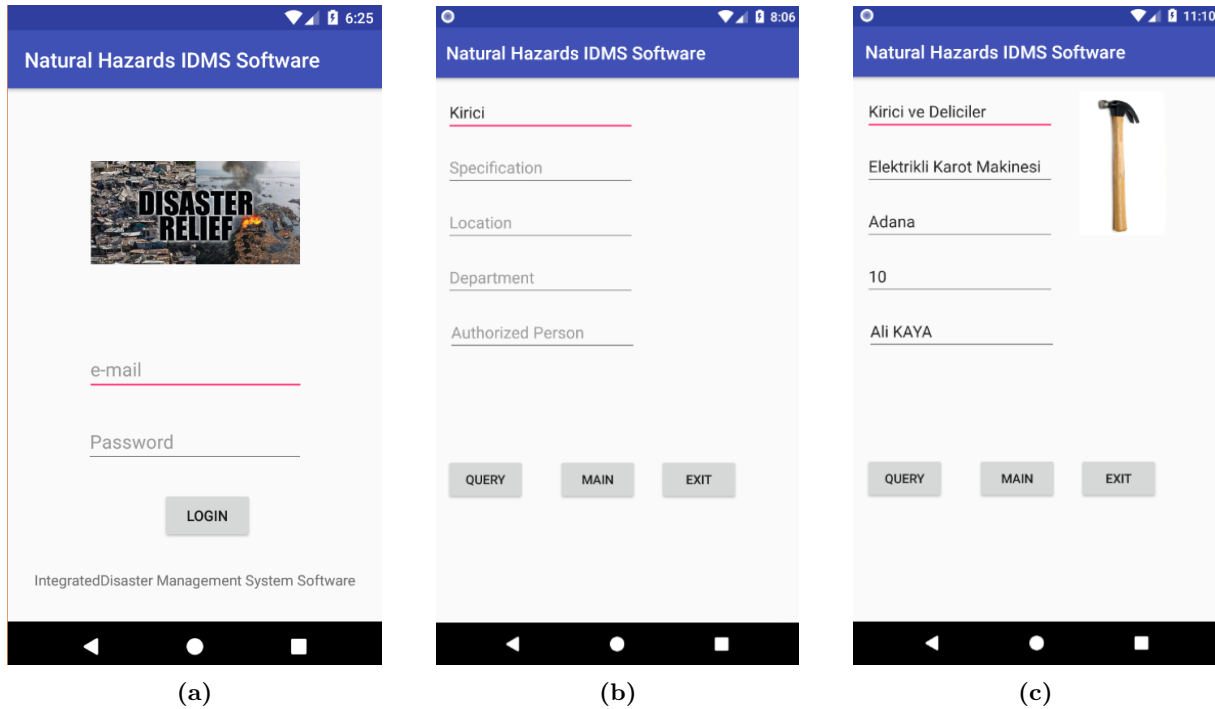 6:25
Natural Hazards IDMS Software
DISASTER
RELIEF
e-mail
Password
LOGIN
IntegratedDisaster Management System Software
(a)
8:06
Natural Hazards IDMS Software
Kirici
Specification
Location
Department
Authorized Person
QUERY MAIN EXIT
(b)
11:10
Natural Hazards IDMS Software
Kirici ve Deliciler
Elektrikli Karot Makinesi
Adana
10
Ali KAYA
QUERY MAIN EXIT
(c)